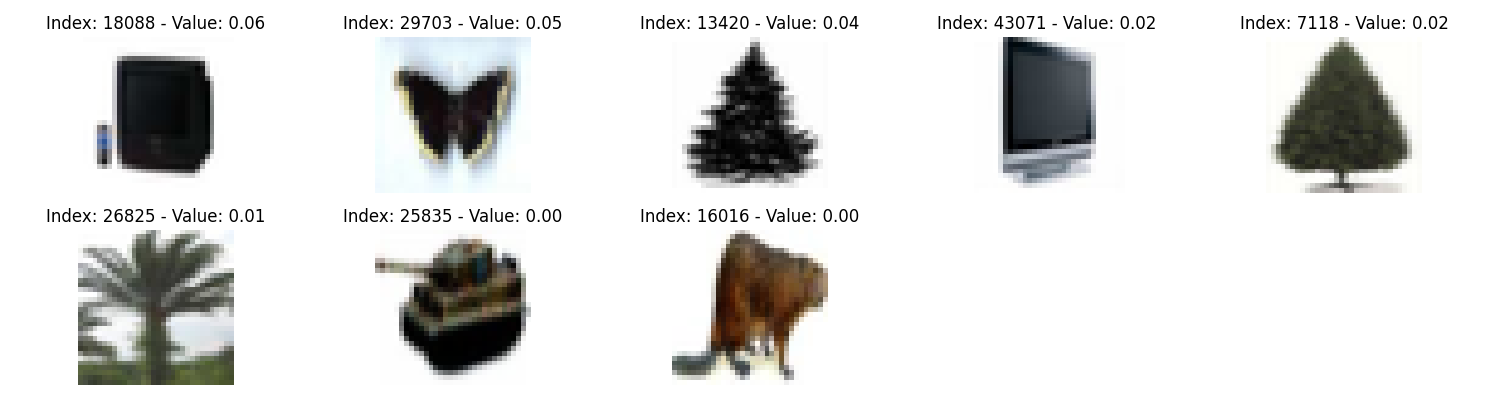 Index: 18088 - Value: 0.06
Index: 29703 - Value: 0.05
Index: 13420 - Value: 0.04
Index: 43071 - Value: 0.02
Index: 7118 - Value: 0.02
Index: 26825 - Value: 0.01
Index: 25835 - Value: 0.00
Index: 16016 - Value: 0.00